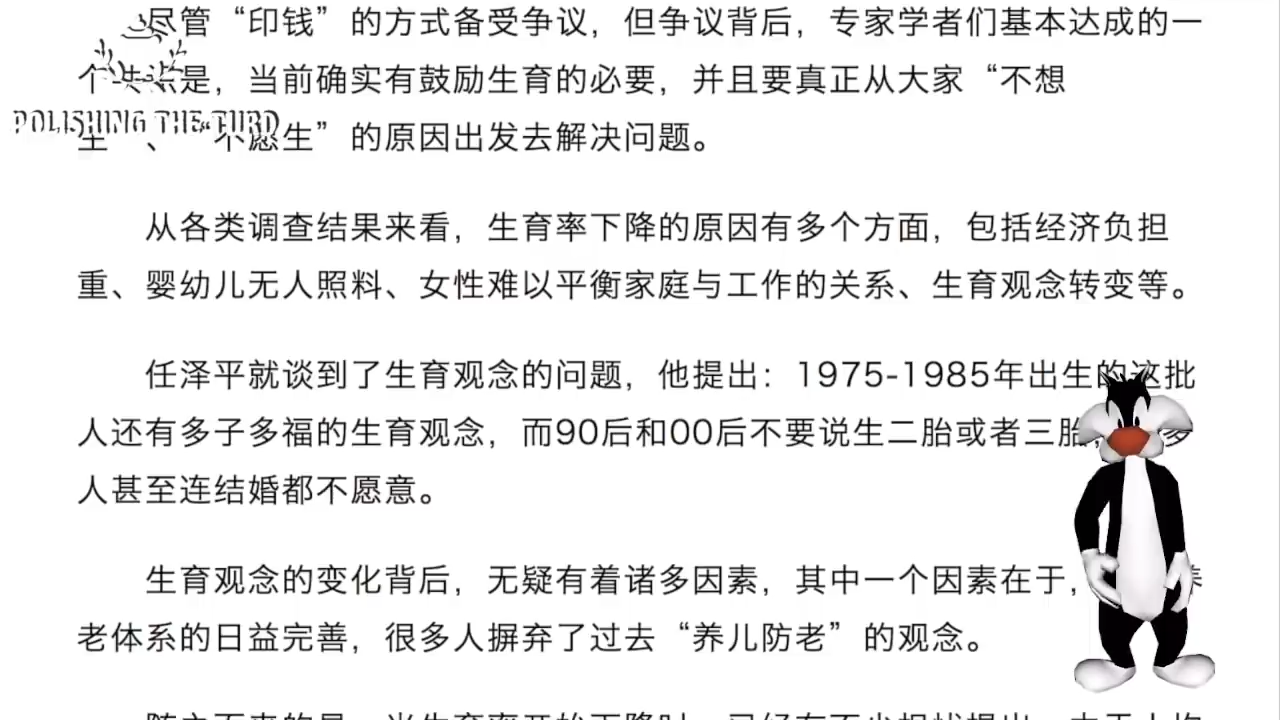 尽管“印钱”的方式备受争议，但争议背后，专家学者们基本达成的一
个 是，当前确实有鼓励生育的必要，并且要真正从大家“不想
POLISHING THE TURD
生”、“不愿生”的原因出发去解决问题。
从各类调查结果来看，生育率下降的原因有多个方面，包括经济负担
重、婴幼儿无人照料、女性难以平衡家庭与工作的关系、生育观念转变等。
任泽平就谈到了生育观念的问题，他提出：1975-1985年出生的这批
人还有多子多福的生育观念，而90后和00后不要说生二胎或者三胎， 多
人甚至连结婚都不愿意。
生育观念的变化背后，无疑有着诸多因素，其中一个因素在于， 养
老体系的日益完善，很多人摒弃了过去“养儿防老”的观念。